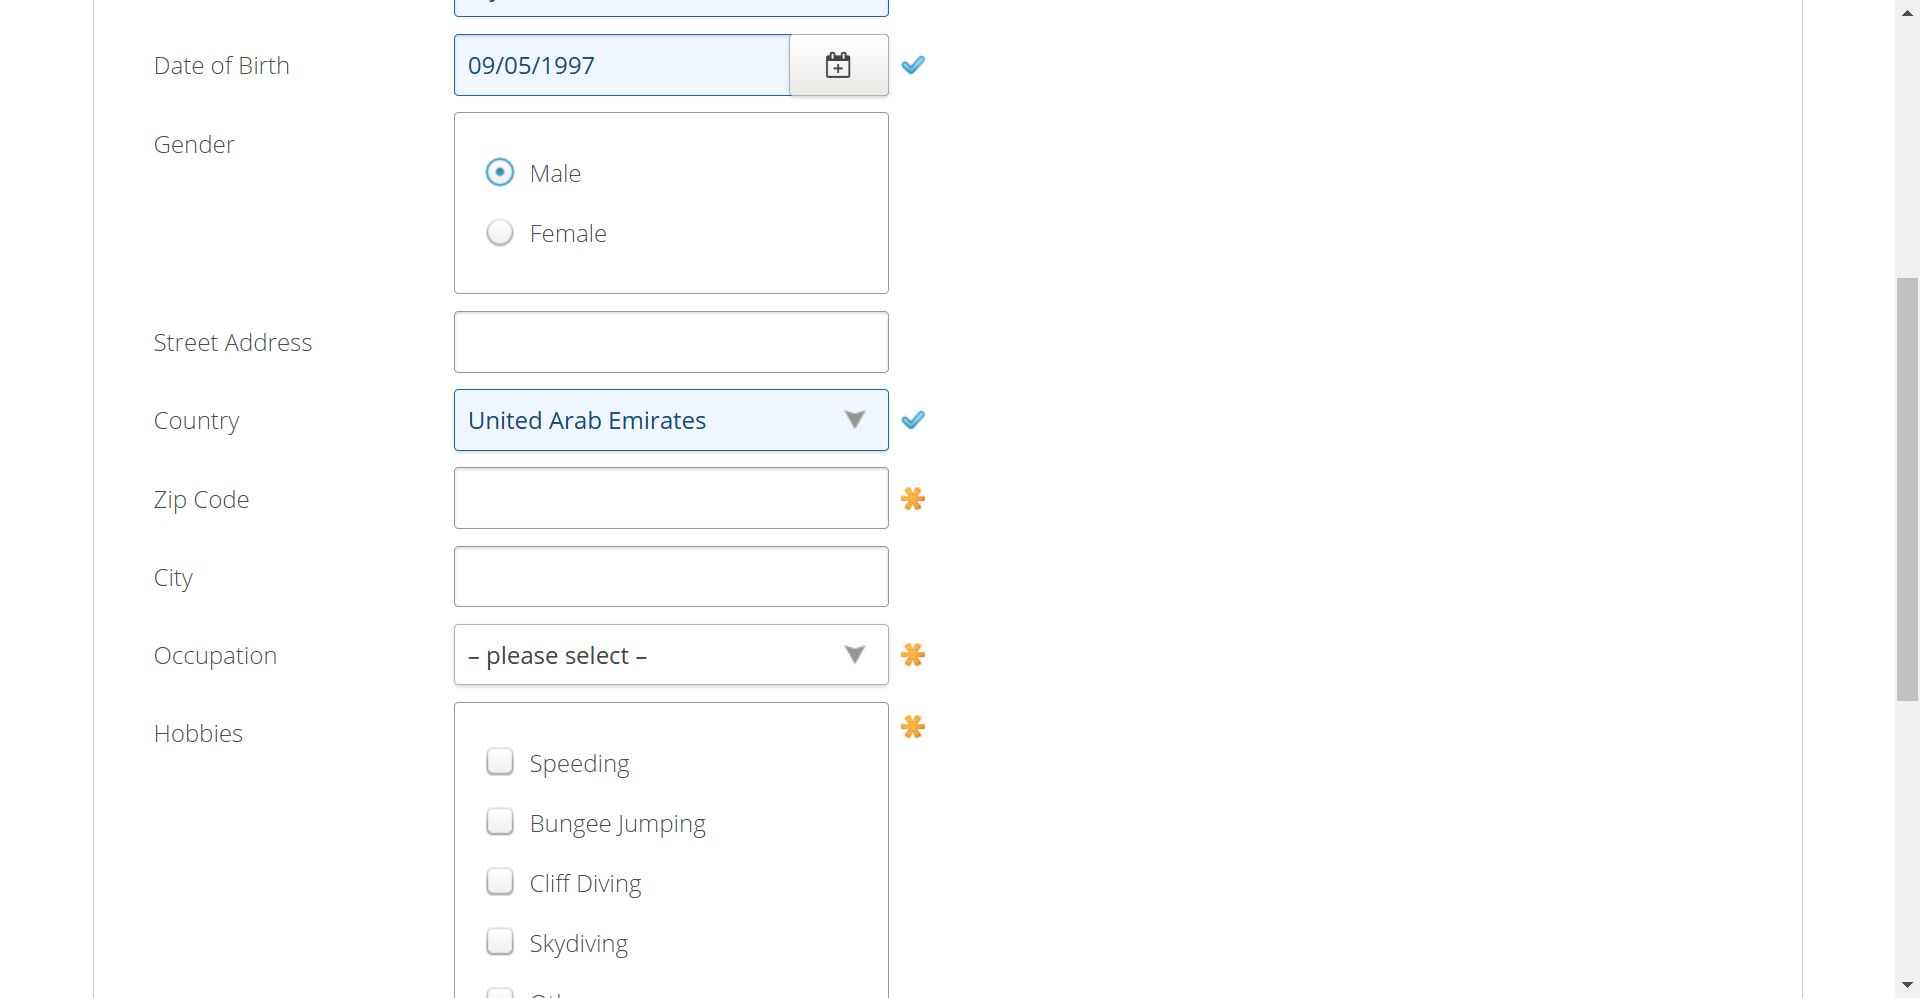 Date of Birth
09/05/1997
Gender
Male
Female
Street Address
Country
United Arab Emirates
Zip Code
City
Occupation
– please select –
Hobbies
Speeding
Bungee Jumping
Cliff Diving
Skydiving